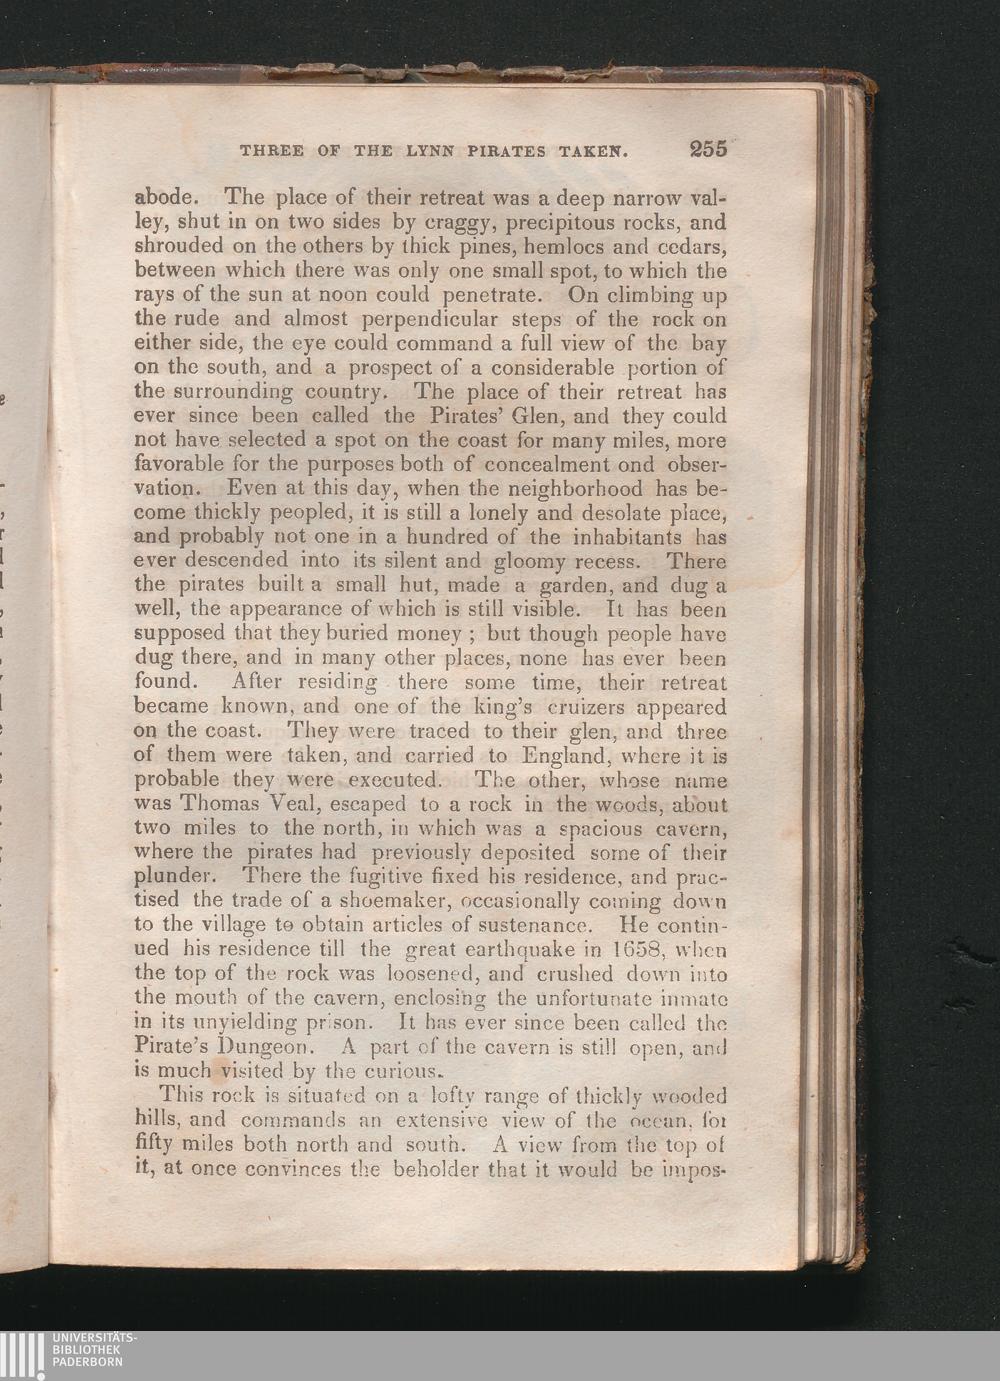 THREE OF THE LYNN PIRATES TAKEN. 255
abode. The place of their retreat was a deep narrow val-
ley, shut in on two sides by craggy, precipitous rocks, and
shrouded on the others by thick pines, hemlocs and cedars,
between which there was only one small spot, to which the
rays of the sun at noon could penetrate. On climbing up
the rude and almost perpendicular steps of the rock on
either side, the eye could command a full view of the bay
on the south, and a prospect of a considerable portion of
the surrounding country. The place of their retreat has
ever since been called the Pirates' Glen, and they could
not have selected a spot on the coast for many miles, more
favorable for the purposes both of concealment ond obser-
vation. Even at this day, when the neighborhood has be-
come thickly peopled, it is still a lonely and desolate place,
and probably not one in a hundred of the inhabitants has
ever descended into its silent and gloomy recess. There
the pirates built a small hut, made a garden, and dug a
well, the appearance of which is still visible. It has been
supposed that they buried money ; but though people have
dug there, and in many other places, none has ever been
found. After residing there some time, their retreat
became known, and one of the king's cruizers appeared
on the coast. They were traced to their glen, and three
of them were taken, and carried to England, where it is
probable they were executed. The other, whose name
was Thomas Veal, escaped to a rock in the woods, about
two miles to the north, in which was a spacious cavern,
where the pirates had previously deposited some of their
plunder. There the fugitive fixed his residence, and prac-
tised the trade of a shoemaker, occasionally coming down
to the village to obtain articles of sustenance. He contin-
ued his residence till the great earthquake in 1658, when
the top of the rock was loosened, and crushed down into
the mouth of the cavern, enclosing the unfortunate inmate
in its unyielding prison. It has ever since been called the
Pirate's Dungeon. A part of the cavern is still open, and
is much visited by the curious.
This rock is situated on a lofty range of thickly wooded
hills, and commands an extensive view of the ocean, for
fifty miles both north and south. A view from the top of
it, at once convinces the beholder that it would be impos-
UNIVERSITÄTS-
BIBLIOTHEK
PADERBORN